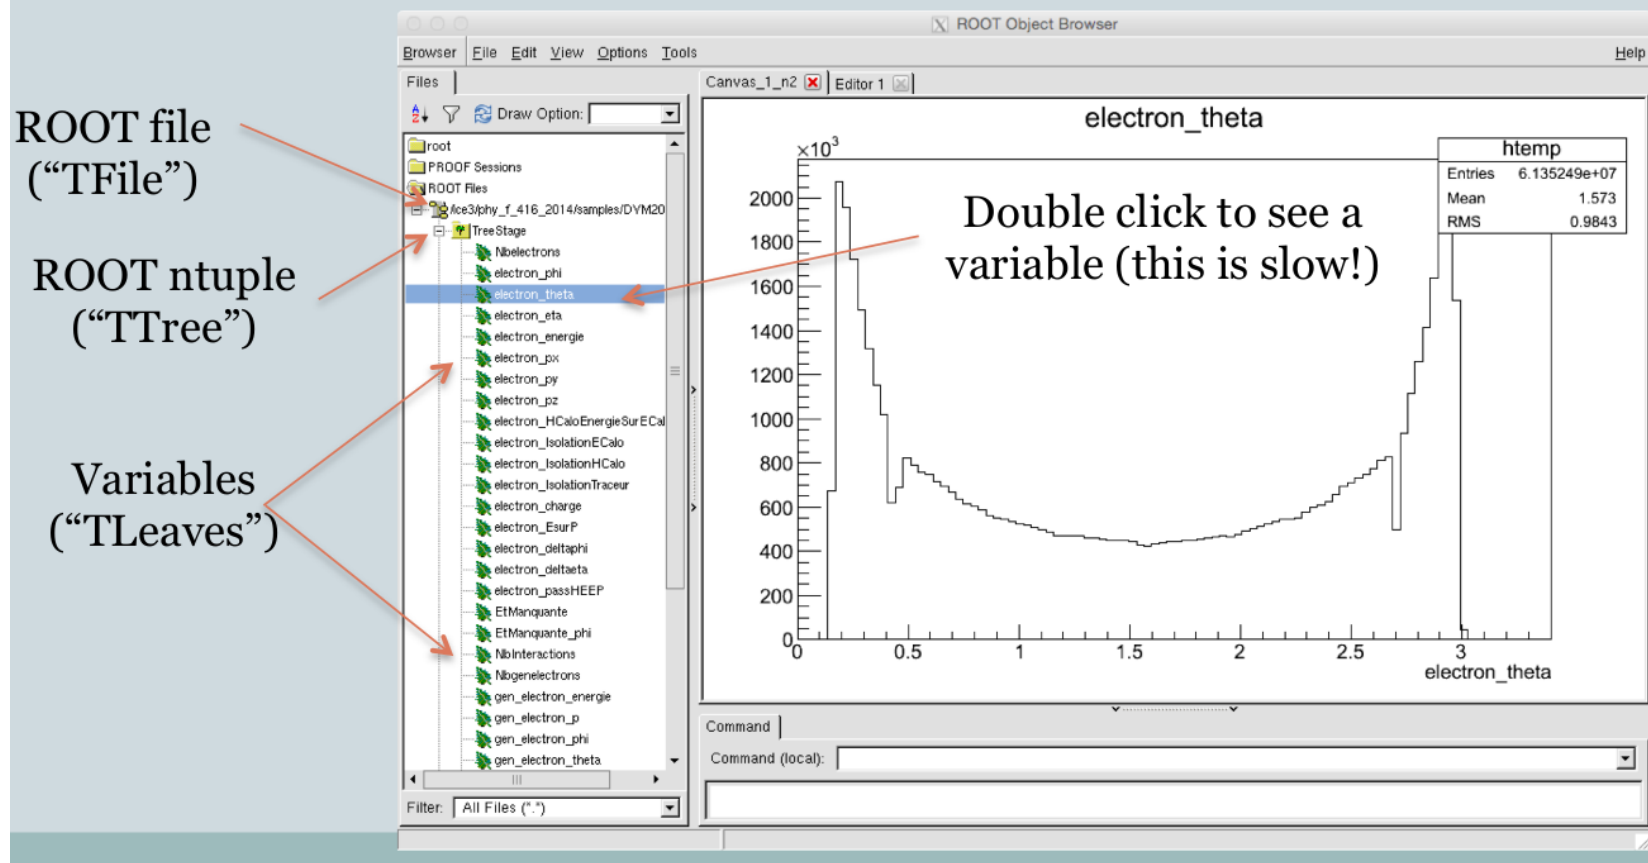 ROOT Object Browser
Browser File Edit View Options Tools Help
Files
Draw Option:
root
PROOF Sessions
ROOT Files
/ice3/phy_f_416_2014/samples/DYM20
TreeStage
Nbelectrons
electron_phi
electron_theta
electron_eta
electron_energie
electron_px
electron_py
electron_pz
electron_HCaloEnergieSurECal
electron_IsolationECalo
electron_IsolationHCalo
electron_IsolationTraceur
electron_charge
electron_EsurP
electron_deltaphi
electron_deltaeta
electron_passHEEP
EtManquante
EtManquante_phi
NbInteractions
Nbgenelectrons
gen_electron_energie
gen_electron_p
gen_electron_phi
gen_electron_theta
Filter: All Files (*.*)
ROOT file
(“TFile”)
ROOT ntuple
(“TTree”)
Variables
(“TLeaves”)
Canvas_1_n2 Editor 1
electron_theta
×10³
htemp
Entries 6.135249e+07
Mean 1.573
RMS 0.9843
Double click to see a
variable (this is slow!)
2000
1800
1600
1400
1200
1000
800
600
400
200
0
0 0.5 1 1.5 2 2.5 3
electron_theta
Command
Command (local):